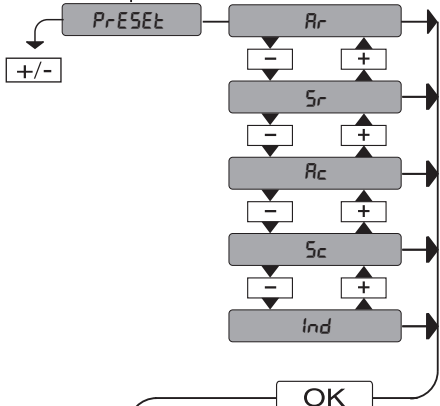 PrESEt Ar
+/- - +
Sr
- +
Ac
- +
Sc
- +
Ind
OK